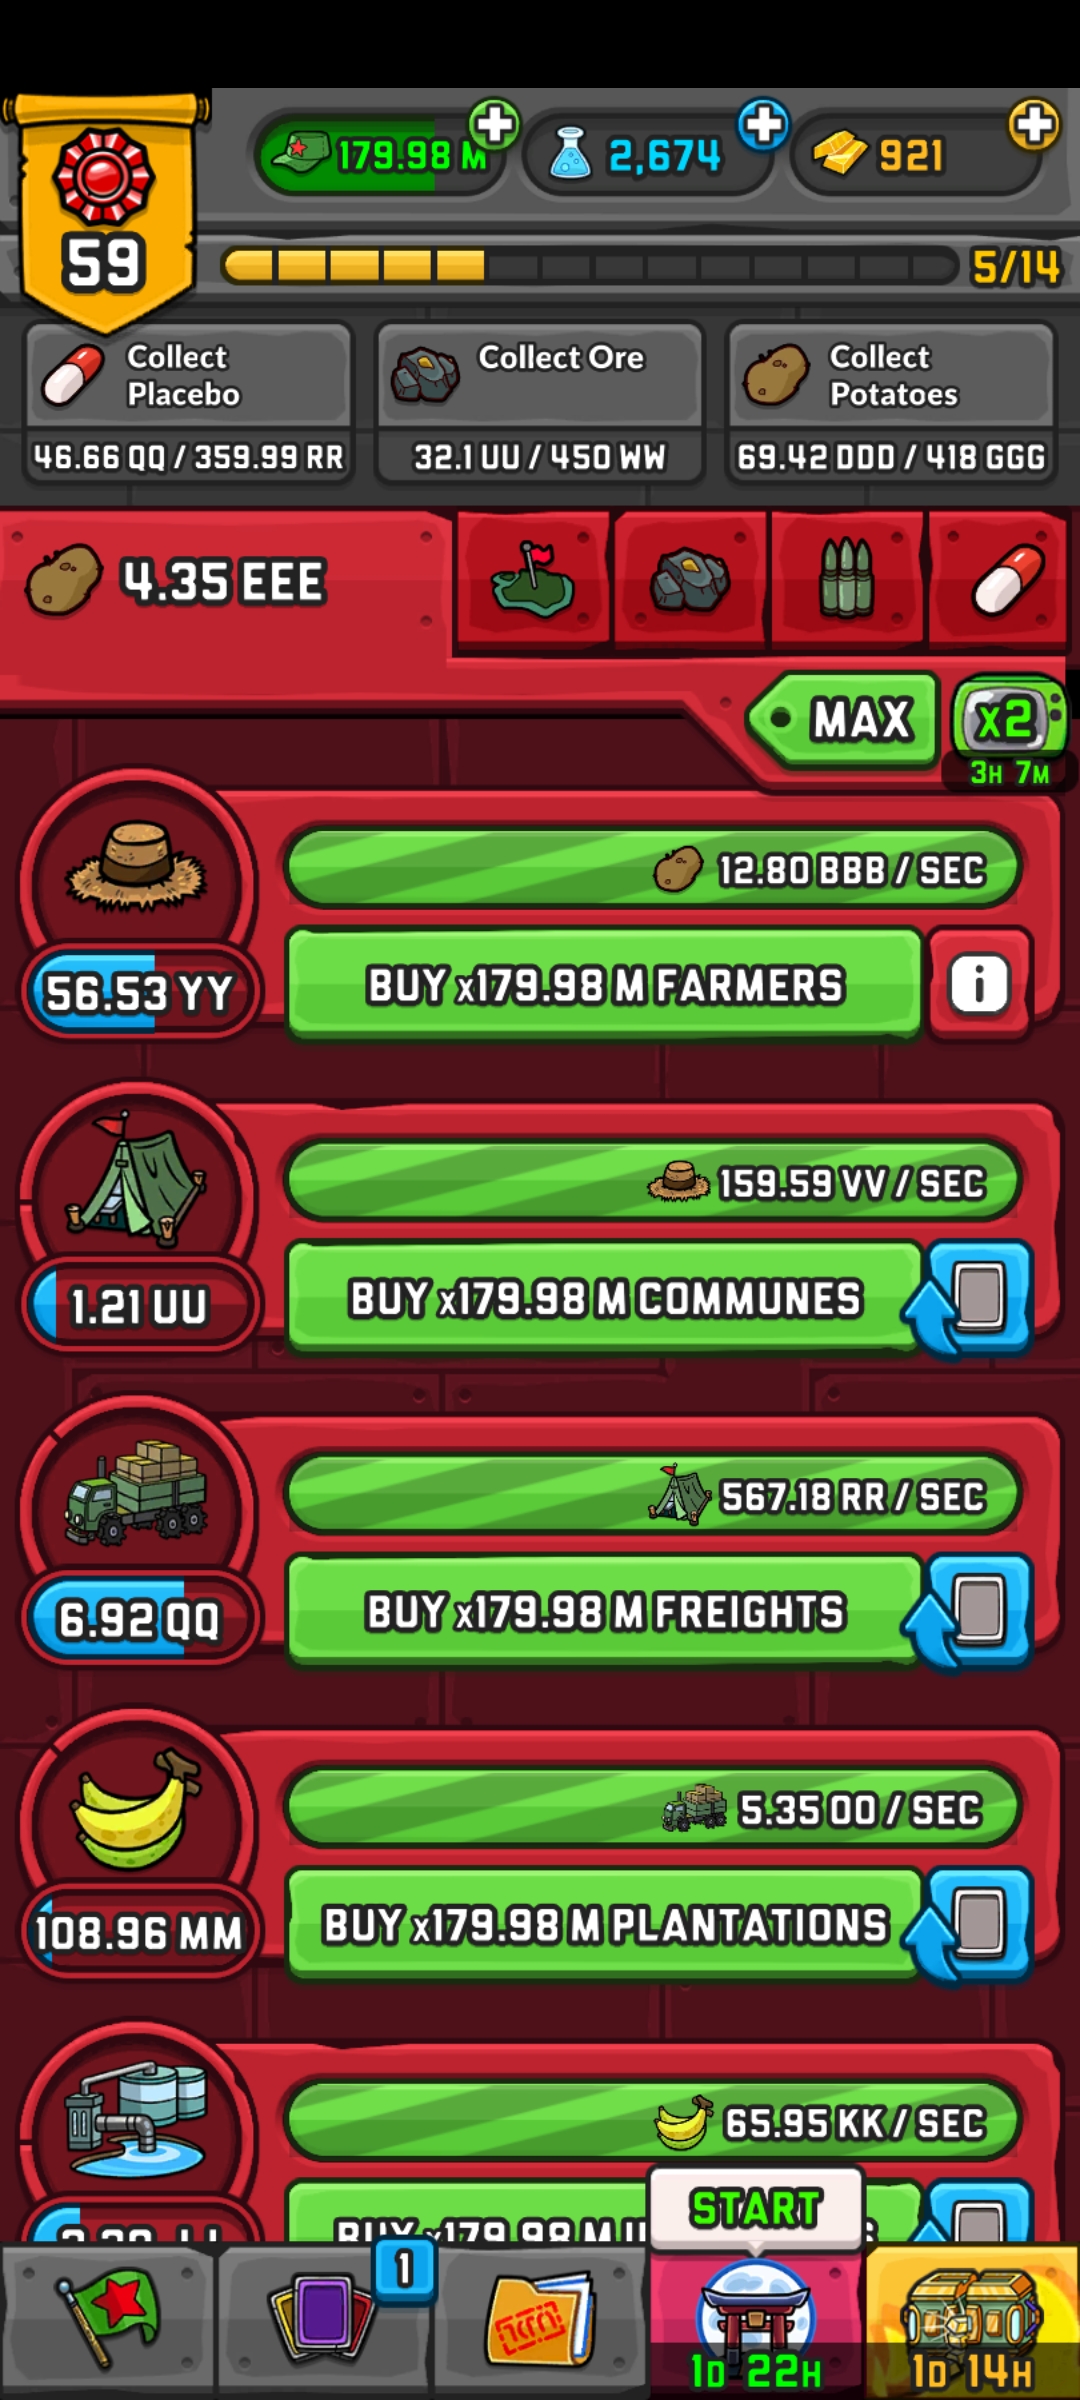 179.98 M
2,674
921
59
5/14
Collect
Placebo
46.66 QQ / 359.99 RR
Collect Ore
32.1 UU / 450 WW
Collect
Potatoes
69.42 DDD / 418 GGG
4.35 EEE
MAX
x2
3H 7M
12.80 BBB / SEC
56.53 YY
BUY x179.98 M FARMERS
i
159.59 VV / SEC
1.21 UU
BUY x179.98 M COMMUNES
567.18 RR / SEC
6.92 QQ
BUY x179.98 M FREIGHTS
5.35 OO / SEC
108.96 MM
BUY x179.98 M PLANTATIONS
65.95 KK / SEC
BUY x179.98 M
START
1
1D 22H
1D 14H